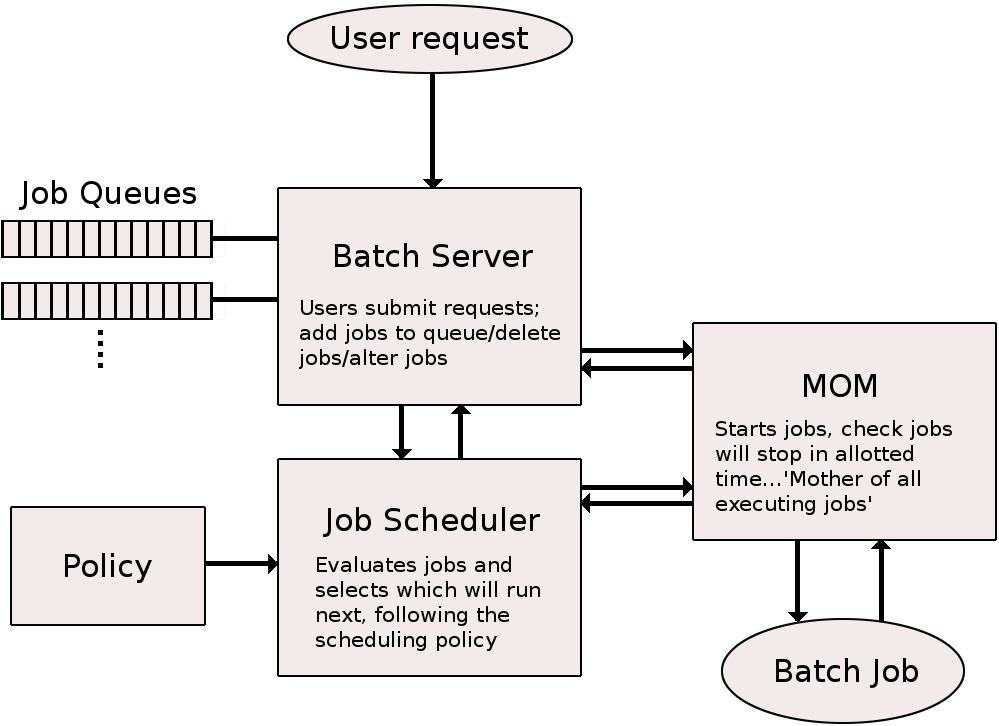 User request
Job Queues
Batch Server
Users submit requests;
add jobs to queue/delete
jobs/alter jobs
MOM
Starts jobs, check jobs
will stop in allotted
time...'Mother of all
executing jobs'
Job Scheduler
Evaluates jobs and
selects which will run
next, following the
scheduling policy
Policy
Batch Job